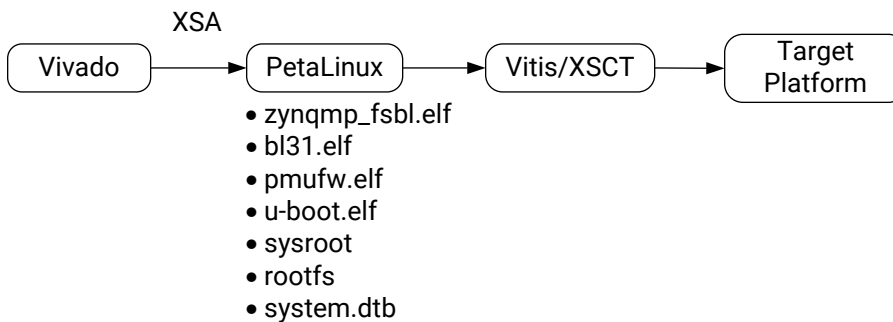 XSA
Vivado
PetaLinux
Vitis/XSCT
Target
Platform
• zynqmp_fsbl.elf
• bl31.elf
• pmufw.elf
• u-boot.elf
• sysroot
• rootfs
• system.dtb